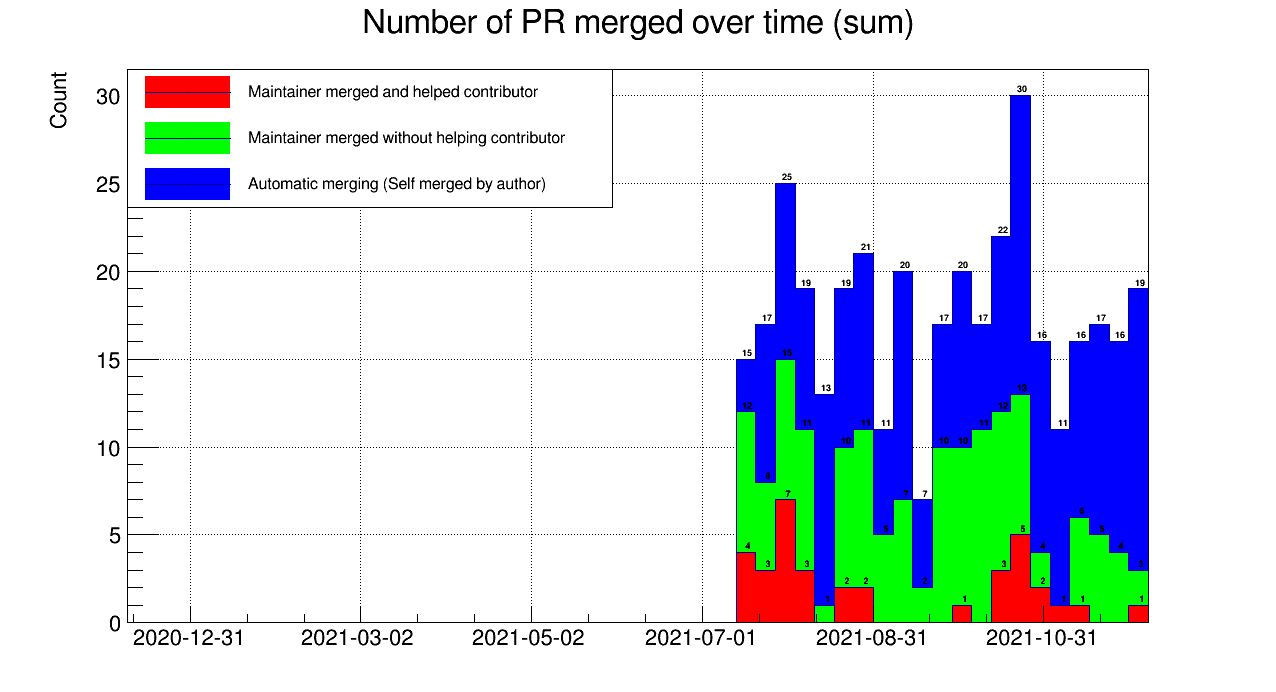 Number of PR merged over time (sum)
Count
Maintainer merged and helped contributor
Maintainer merged without helping contributor
Automatic merging (Self merged by author)
30
25
20
15
10
5
0
30
25
22
21
20 20
19 19 19
17 17 17 17
16 16 16
15 15
13 13
12 12
11 11 11 11 11
10 10 10
8
7 7 7
6
5 5 5
4 4 4
3 3 3 3
2 2 2 2
1 1 1 1 1
2020-12-31 2021-03-02 2021-05-02 2021-07-01 2021-08-31 2021-10-31